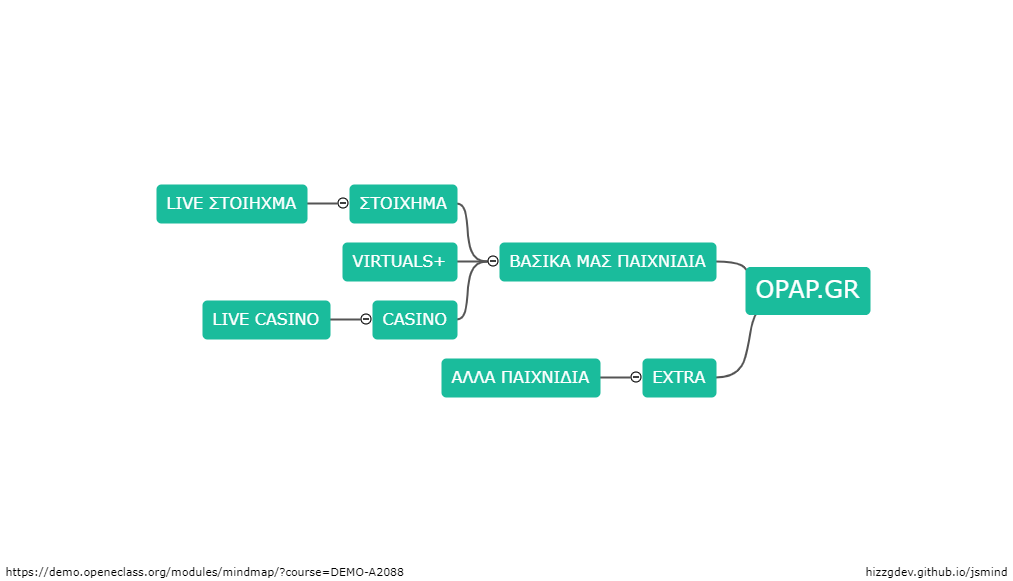 LIVE ΣΤΟΙΗΧΜΑ
ΣΤΟΙΧΗΜΑ
VIRTUALS+
ΒΑΣΙΚΑ ΜΑΣ ΠΑΙΧΝΙΔΙΑ
OPAP.GR
LIVE CASINO
CASINO
ΑΛΛΑ ΠΑΙΧΝΙΔΙΑ
EXTRA
https://demo.openeclass.org/modules/mindmap/?course=DEMO-A2088
hizzgdev.github.io/jsmind